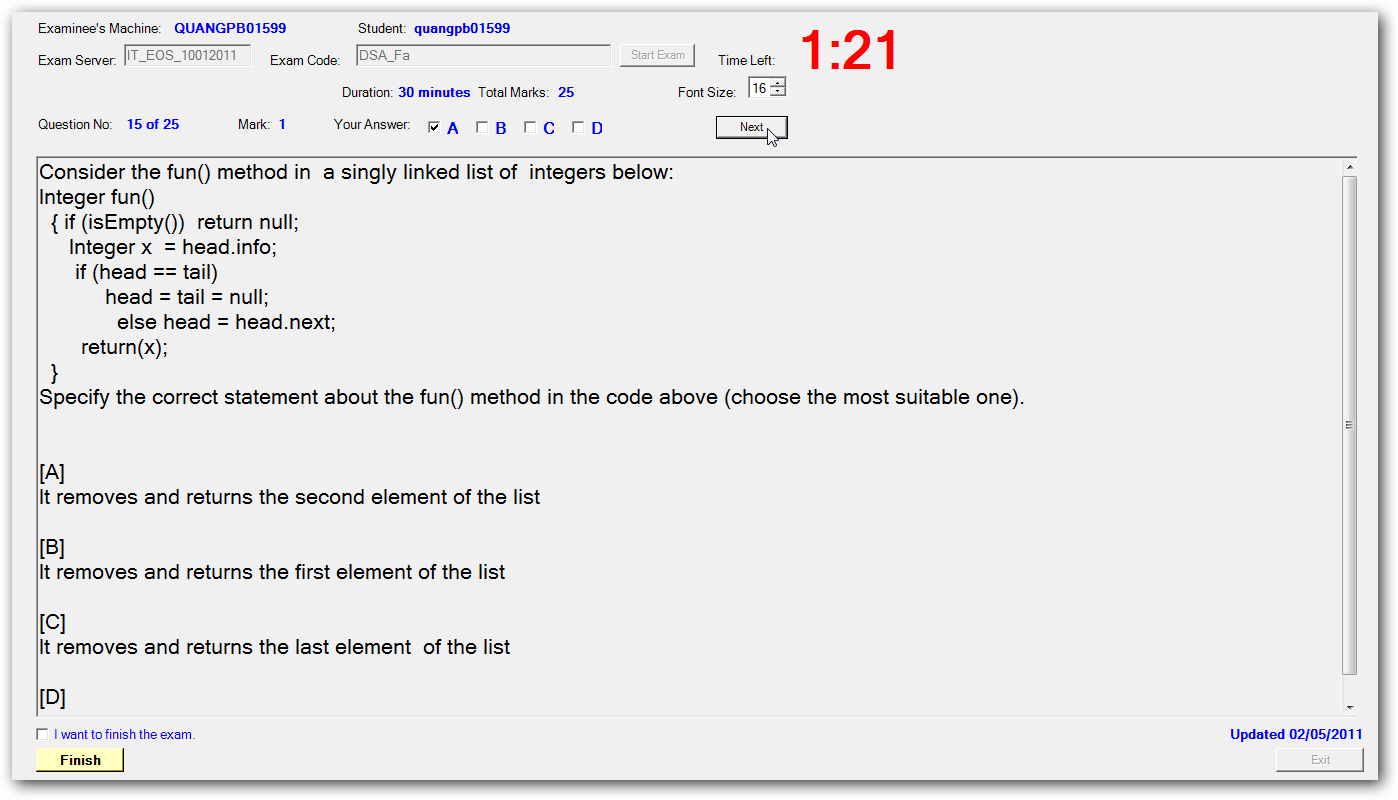 Examinee's Machine: QUANGPB01599 Student: quangpb01599
Exam Server: IT_EOS_10012011 Exam Code: DSA_Fa Start Exam Time Left: 1:21
Duration: 30 minutes Total Marks: 25 Font Size: 16
Question No: 15 of 25 Mark: 1 Your Answer: A B C D Next
Consider the fun() method in a singly linked list of integers below:
Integer fun()
{ if (isEmpty()) return null;
Integer x = head.info;
if (head == tail)
head = tail = null;
else head = head.next;
return(x);
}
Specify the correct statement about the fun() method in the code above (choose the most suitable one).
[A]
It removes and returns the second element of the list
[B]
It removes and returns the first element of the list
[C]
It removes and returns the last element of the list
[D]
I want to finish the exam. Updated 02/05/2011
Finish Exit